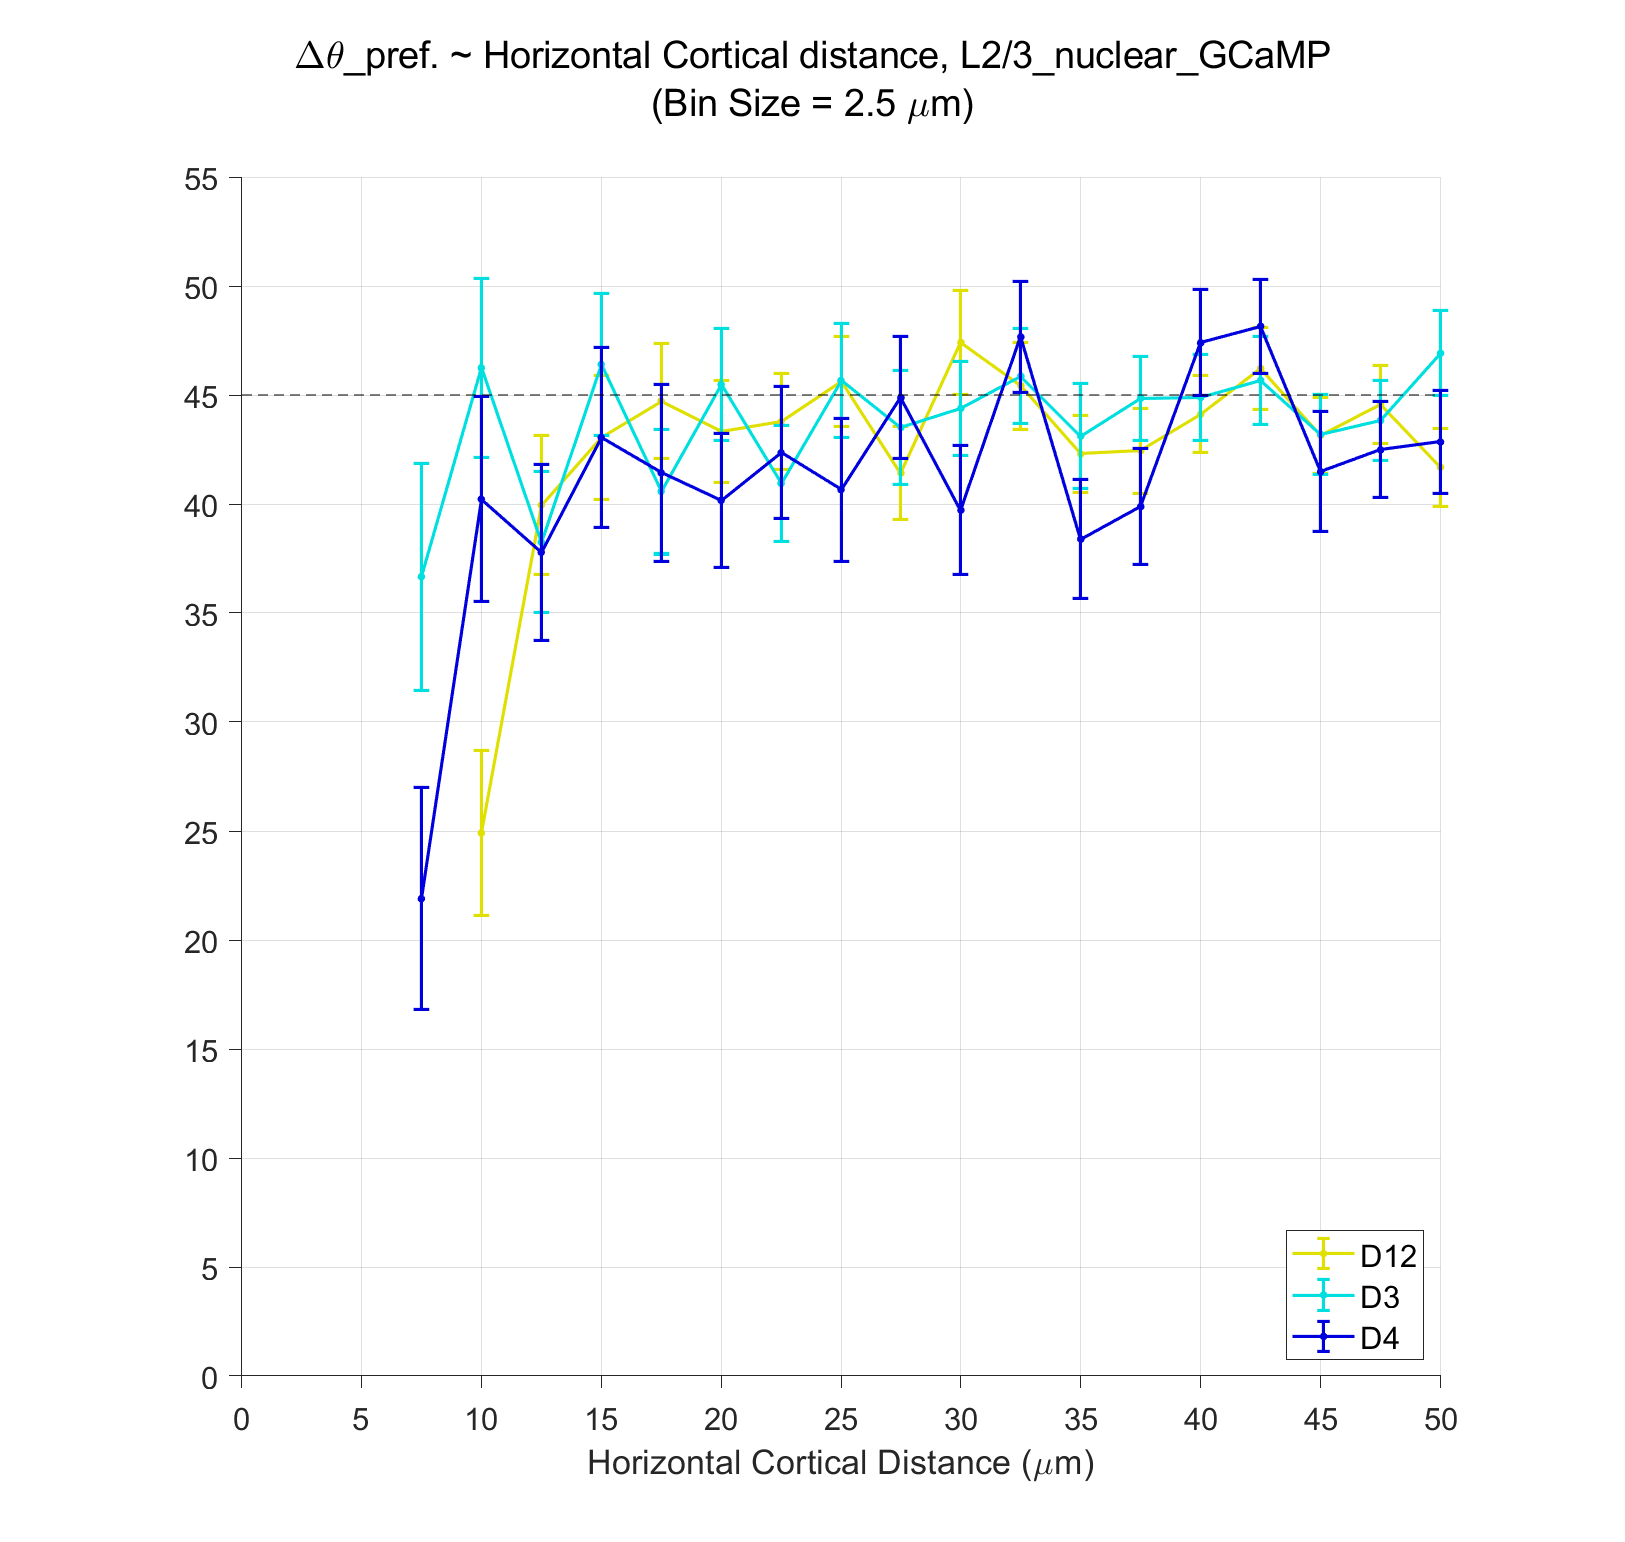 Δθ_pref. ~ Horizontal Cortical distance, L2/3_nuclear_GCaMP
(Bin Size = 2.5 μm)
55
50
45
40
35
30
25
20
15
10
5
0
0 5 10 15 20 25 30 35 40 45 50
Horizontal Cortical Distance (μm)
D12
D3
D4